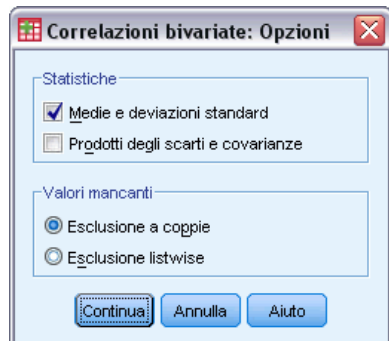 Correlazioni bivariate: Opzioni
Statistiche
Medie e deviazioni standard
Prodotti degli scarti e covarianze
Valori mancanti
Esclusione a coppie
Esclusione listwise
Continua Annulla Aiuto